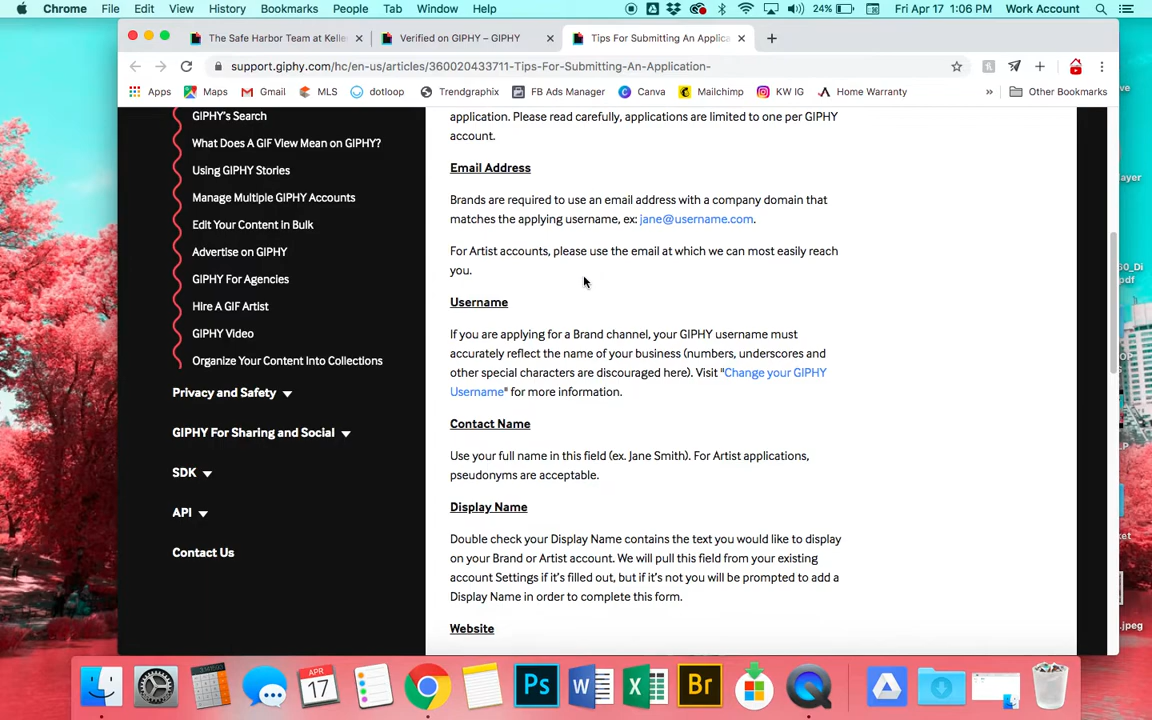 Chrome File Edit View History Bookmarks People Tab Window Help 24% Fri Apr 17 1:06 PM Work Account
The Safe Harbor Team at Kelle
Verified on GIPHY – GIPHY
Tips For Submitting An Applica
support.giphy.com/hc/en-us/articles/360020433711-Tips-For-Submitting-An-Application-
Apps Maps Gmail MLS dotloop Trendgraphix FB Ads Manager Canva Mailchimp KW IG Home Warranty » Other Bookmarks
GIPHY's Search
What Does A GIF View Mean on GIPHY?
Using GIPHY Stories
Manage Multiple GIPHY Accounts
Edit Your Content in Bulk
Advertise on GIPHY
GIPHY For Agencies
Hire A GIF Artist
GIPHY Video
Organize Your Content Into Collections
Privacy and Safety
GIPHY For Sharing and Social
SDK
API
Contact Us
application. Please read carefully, applications are limited to one per GIPHY
account.
Email Address
Brands are required to use an email address with a company domain that
matches the applying username, ex: jane@username.com.
For Artist accounts, please use the email at which we can most easily reach
you.
Username
If you are applying for a Brand channel, your GIPHY username must
accurately reflect the name of your business (numbers, underscores and
other special characters are discouraged here). Visit "Change your GIPHY
Username" for more information.
Contact Name
Use your full name in this field (ex. Jane Smith). For Artist applications,
pseudonyms are acceptable.
Display Name
Double check your Display Name contains the text you would like to display
on your Brand or Artist account. We will pull this field from your existing
account Settings if it's filled out, but if it's not you will be prompted to add a
Display Name in order to complete this form.
Website
APR
17
Ps
W
X
Br
.jpeg